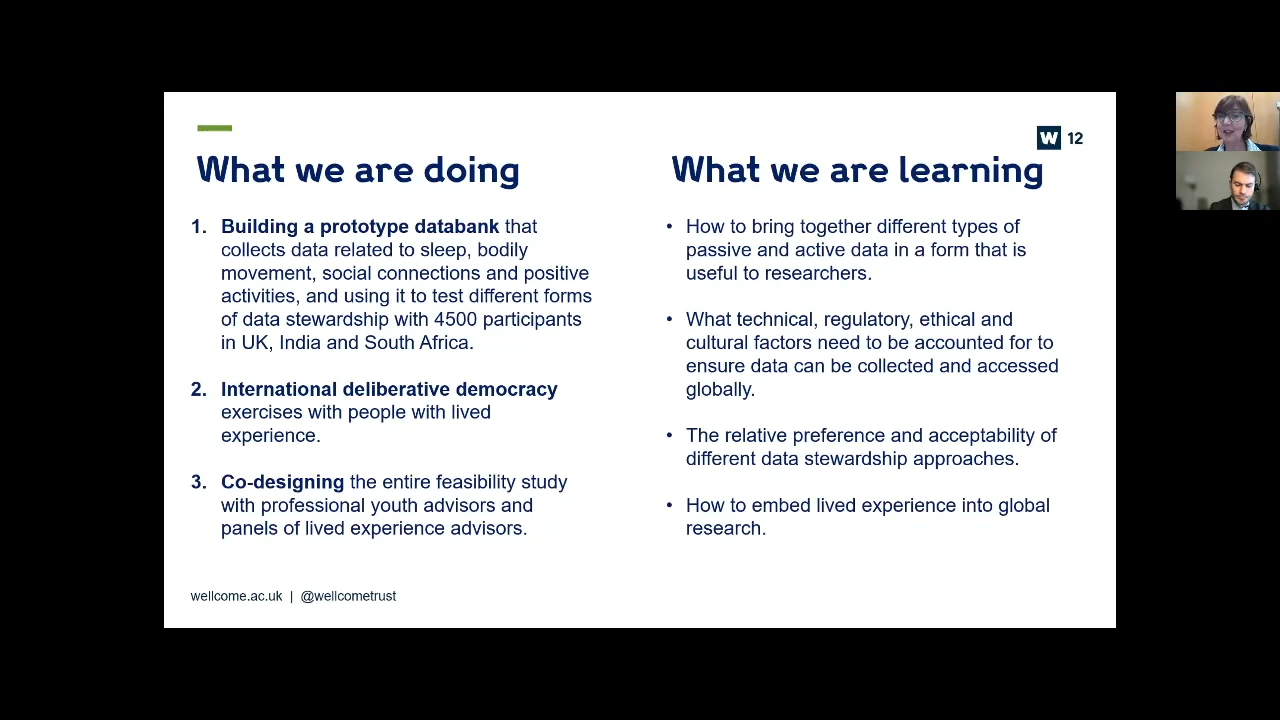 W 12
What we are doing
1. Building a prototype databank that
collects data related to sleep, bodily
movement, social connections and positive
activities, and using it to test different forms
of data stewardship with 4500 participants
in UK, India and South Africa.
2. International deliberative democracy
exercises with people with lived
experience.
3. Co-designing the entire feasibility study
with professional youth advisors and
panels of lived experience advisors.
What we are learning
• How to bring together different types of
passive and active data in a form that is
useful to researchers.
• What technical, regulatory, ethical and
cultural factors need to be accounted for to
ensure data can be collected and accessed
globally.
• The relative preference and acceptability of
different data stewardship approaches.
• How to embed lived experience into global
research.
wellcome.ac.uk | @wellcometrust